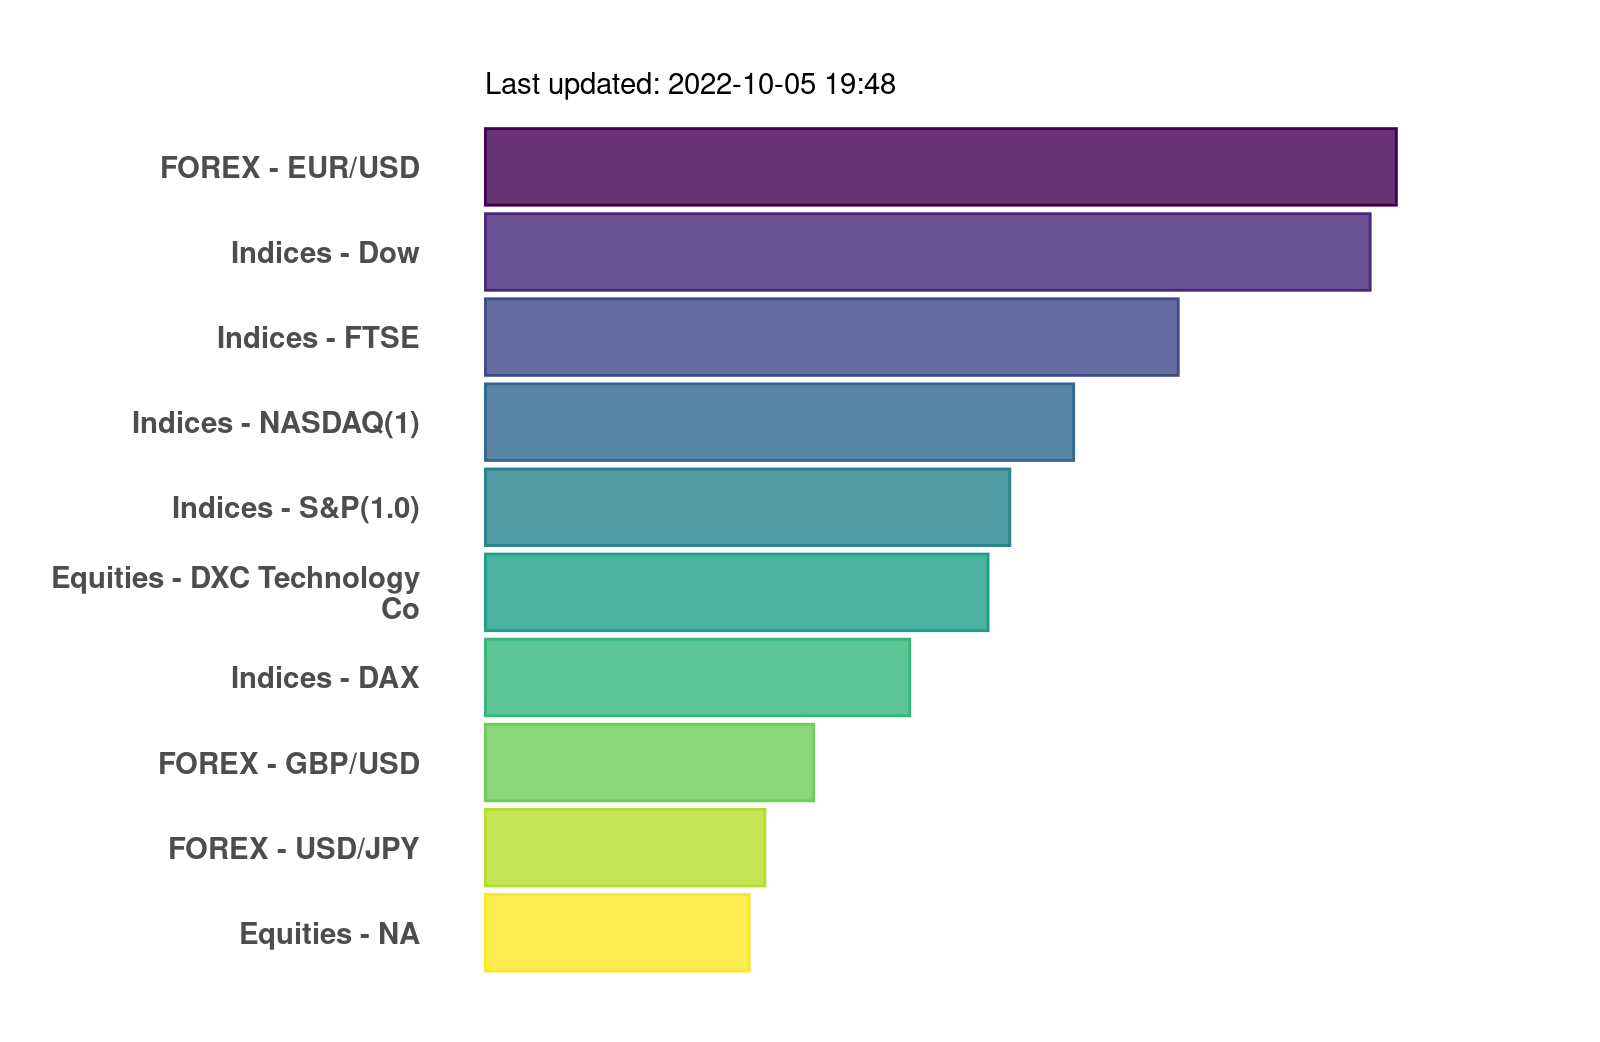 Last updated: 2022-10-05 19:48
FOREX - EUR/USD
Indices - Dow
Indices - FTSE
Indices - NASDAQ(1)
Indices - S&P(1.0)
Equities - DXC Technology
Co
Indices - DAX
FOREX - GBP/USD
FOREX - USD/JPY
Equities - NA